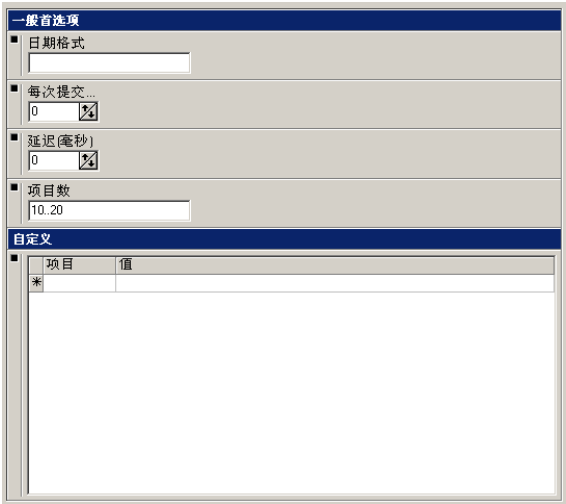 一般首选项
日期格式
每次提交...
0
延迟(毫秒)
0
项目数
10..20
自定义
项目 值
*